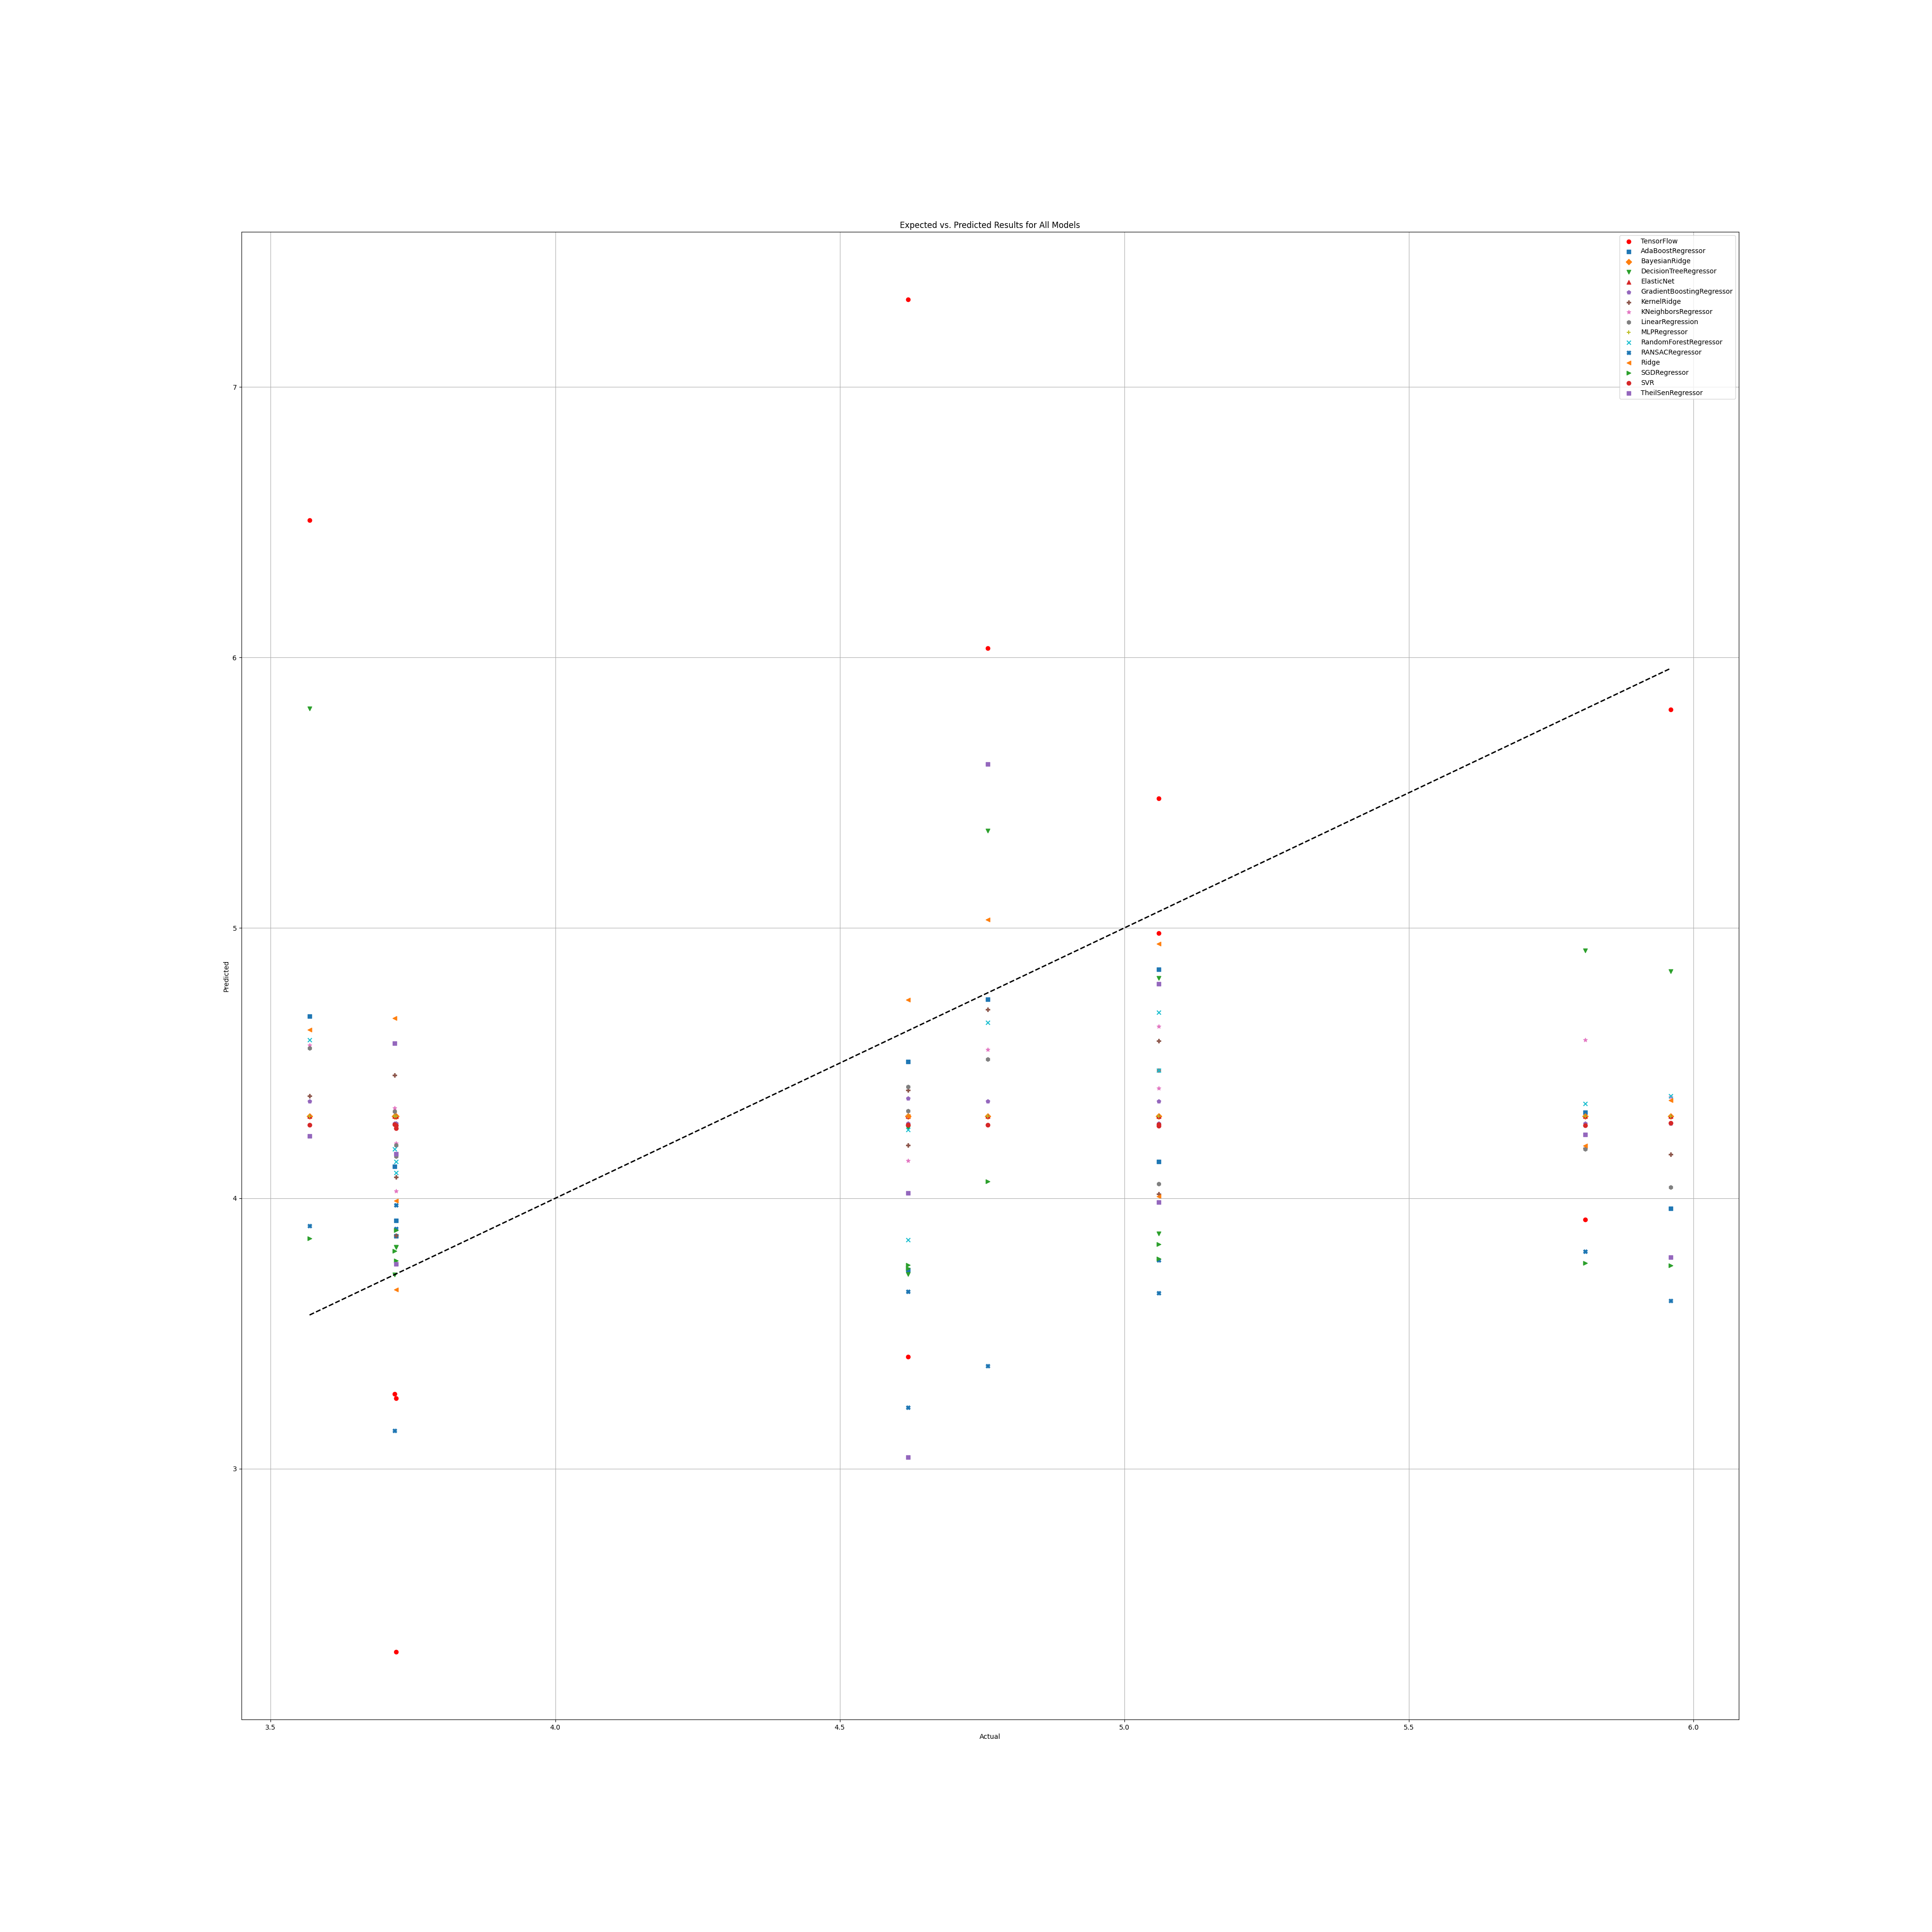 Expected vs. Predicted Results for All Models
TensorFlow
AdaBoostRegressor
BayesianRidge
DecisionTreeRegressor
ElasticNet
GradientBoostingRegressor
KernelRidge
KNeighborsRegressor
LinearRegression
MLPRegressor
RandomForestRegressor
RANSACRegressor
Ridge
SGDRegressor
SVR
TheilSenRegressor
7
6
5
4
3
Predicted
3.5 4.0 4.5 5.0 5.5 6.0
Actual